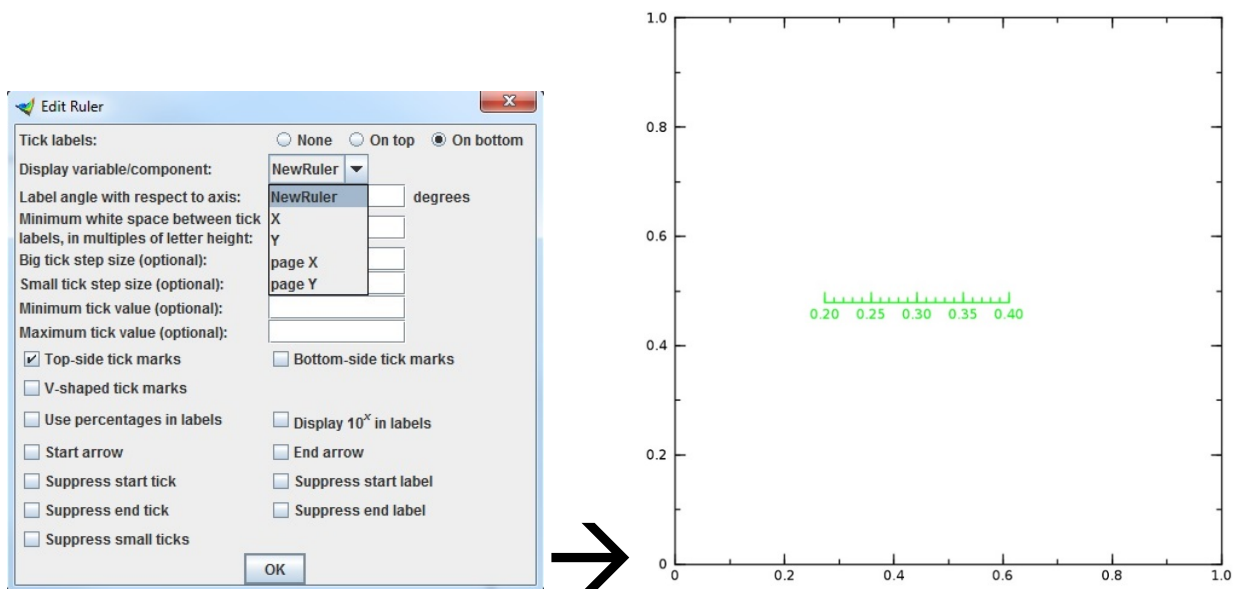 Edit Ruler
Tick labels: None On top On bottom
Display variable/component: NewRuler
Label angle with respect to axis: NewRuler degrees
Minimum white space between tick X
labels, in multiples of letter height: Y
Big tick step size (optional): page X
Small tick step size (optional): page Y
Minimum tick value (optional):
Maximum tick value (optional):
Top-side tick marks Bottom-side tick marks
V-shaped tick marks
Use percentages in labels Display 10^x in labels
Start arrow End arrow
Suppress start tick Suppress start label
Suppress end tick Suppress end label
Suppress small ticks
OK
1.0
0.8
0.6
0.20 0.25 0.30 0.35 0.40
0.4
0.2
0
0 0.2 0.4 0.6 0.8 1.0